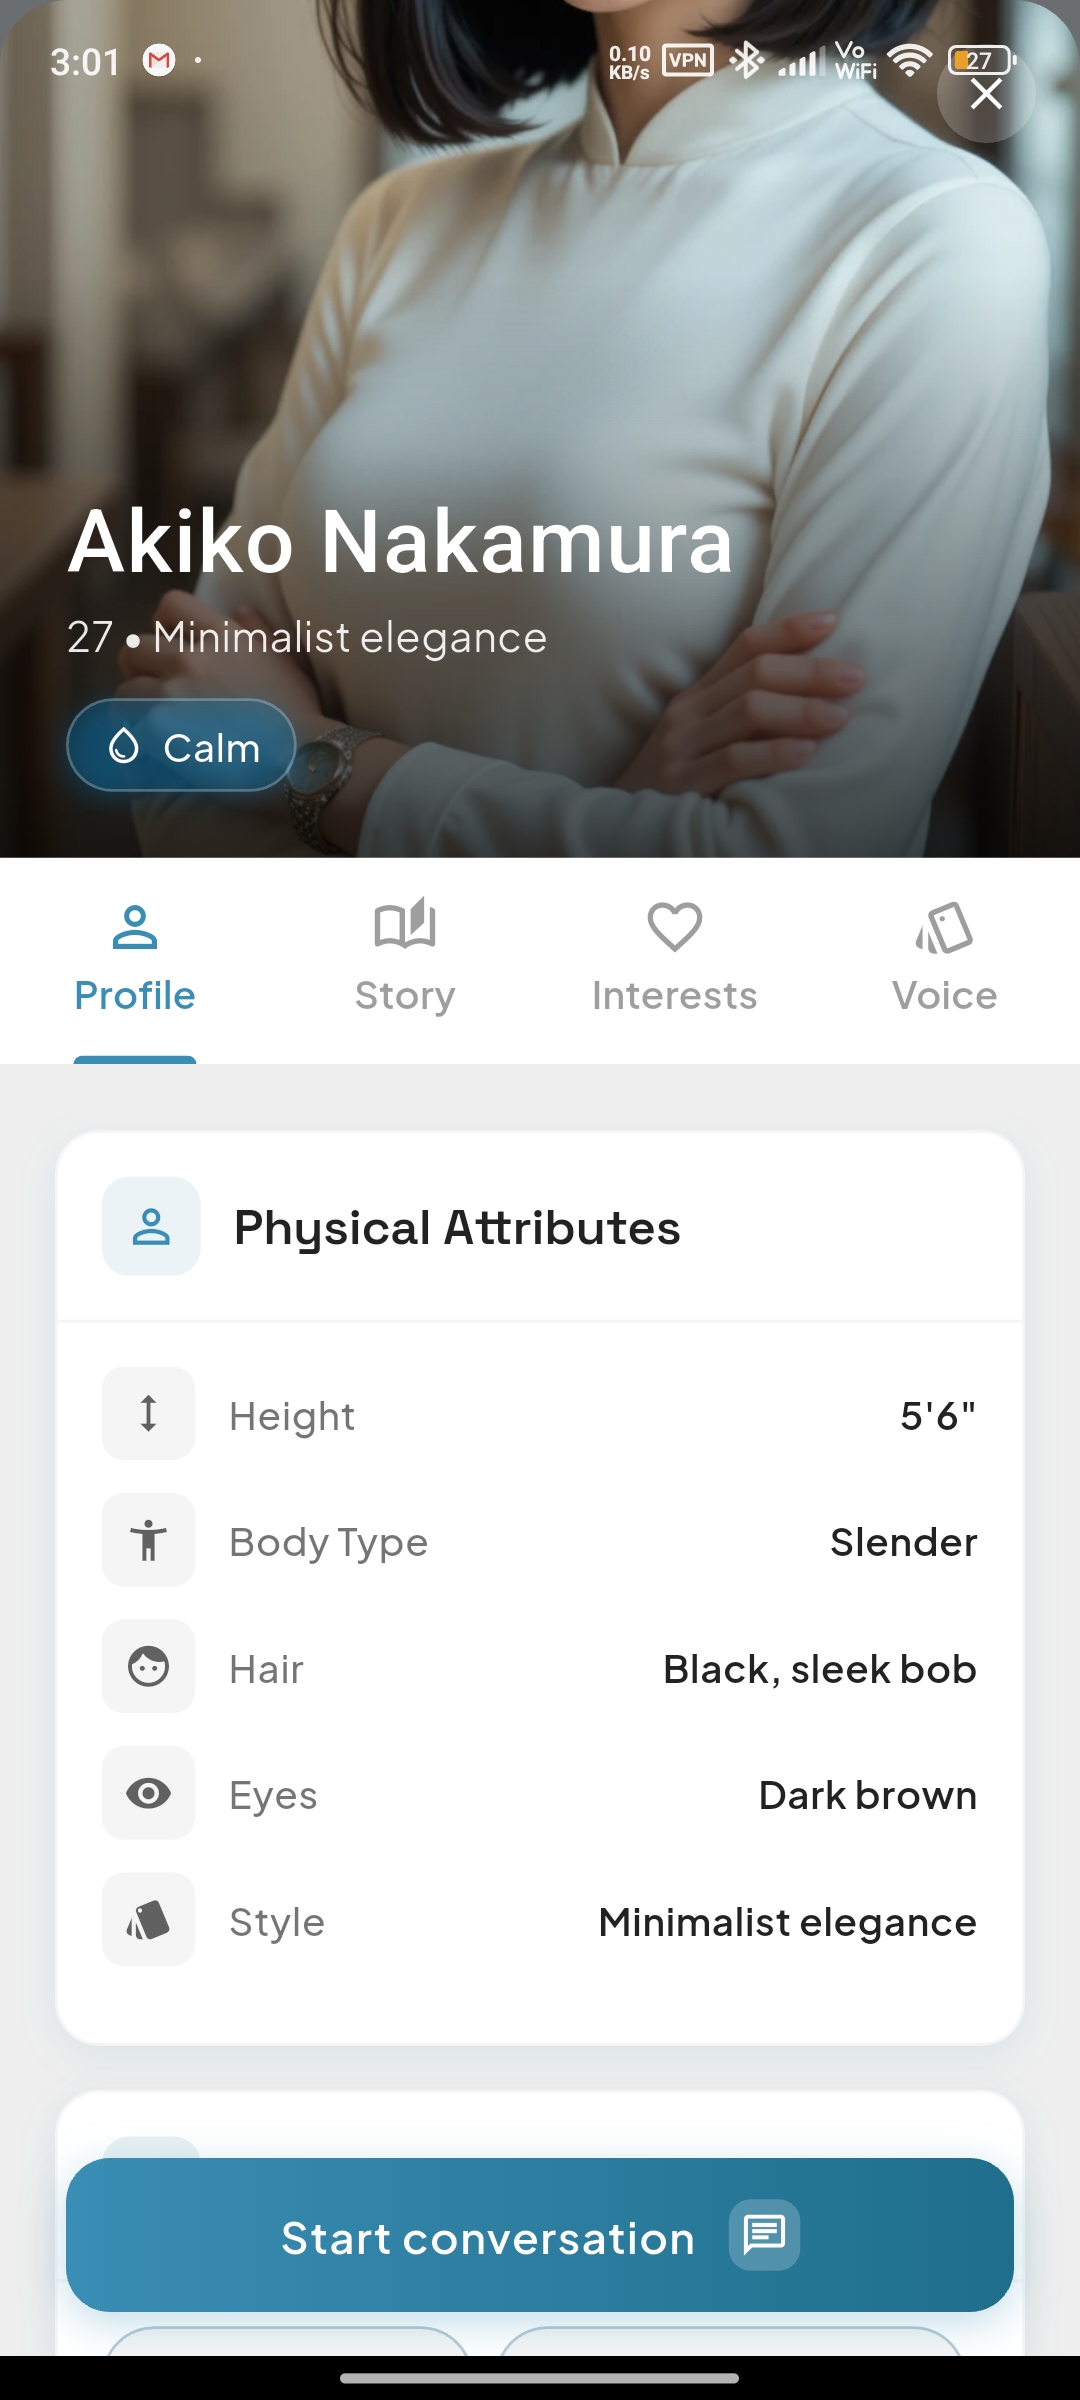 3:01
0.10 KB/s VPN Vo WiFi 27
Akiko Nakamura
27 • Minimalist elegance
Calm
Profile Story Interests Voice
Physical Attributes
Height 5'6"
Body Type Slender
Hair Black, sleek bob
Eyes Dark brown
Style Minimalist elegance
Start conversation